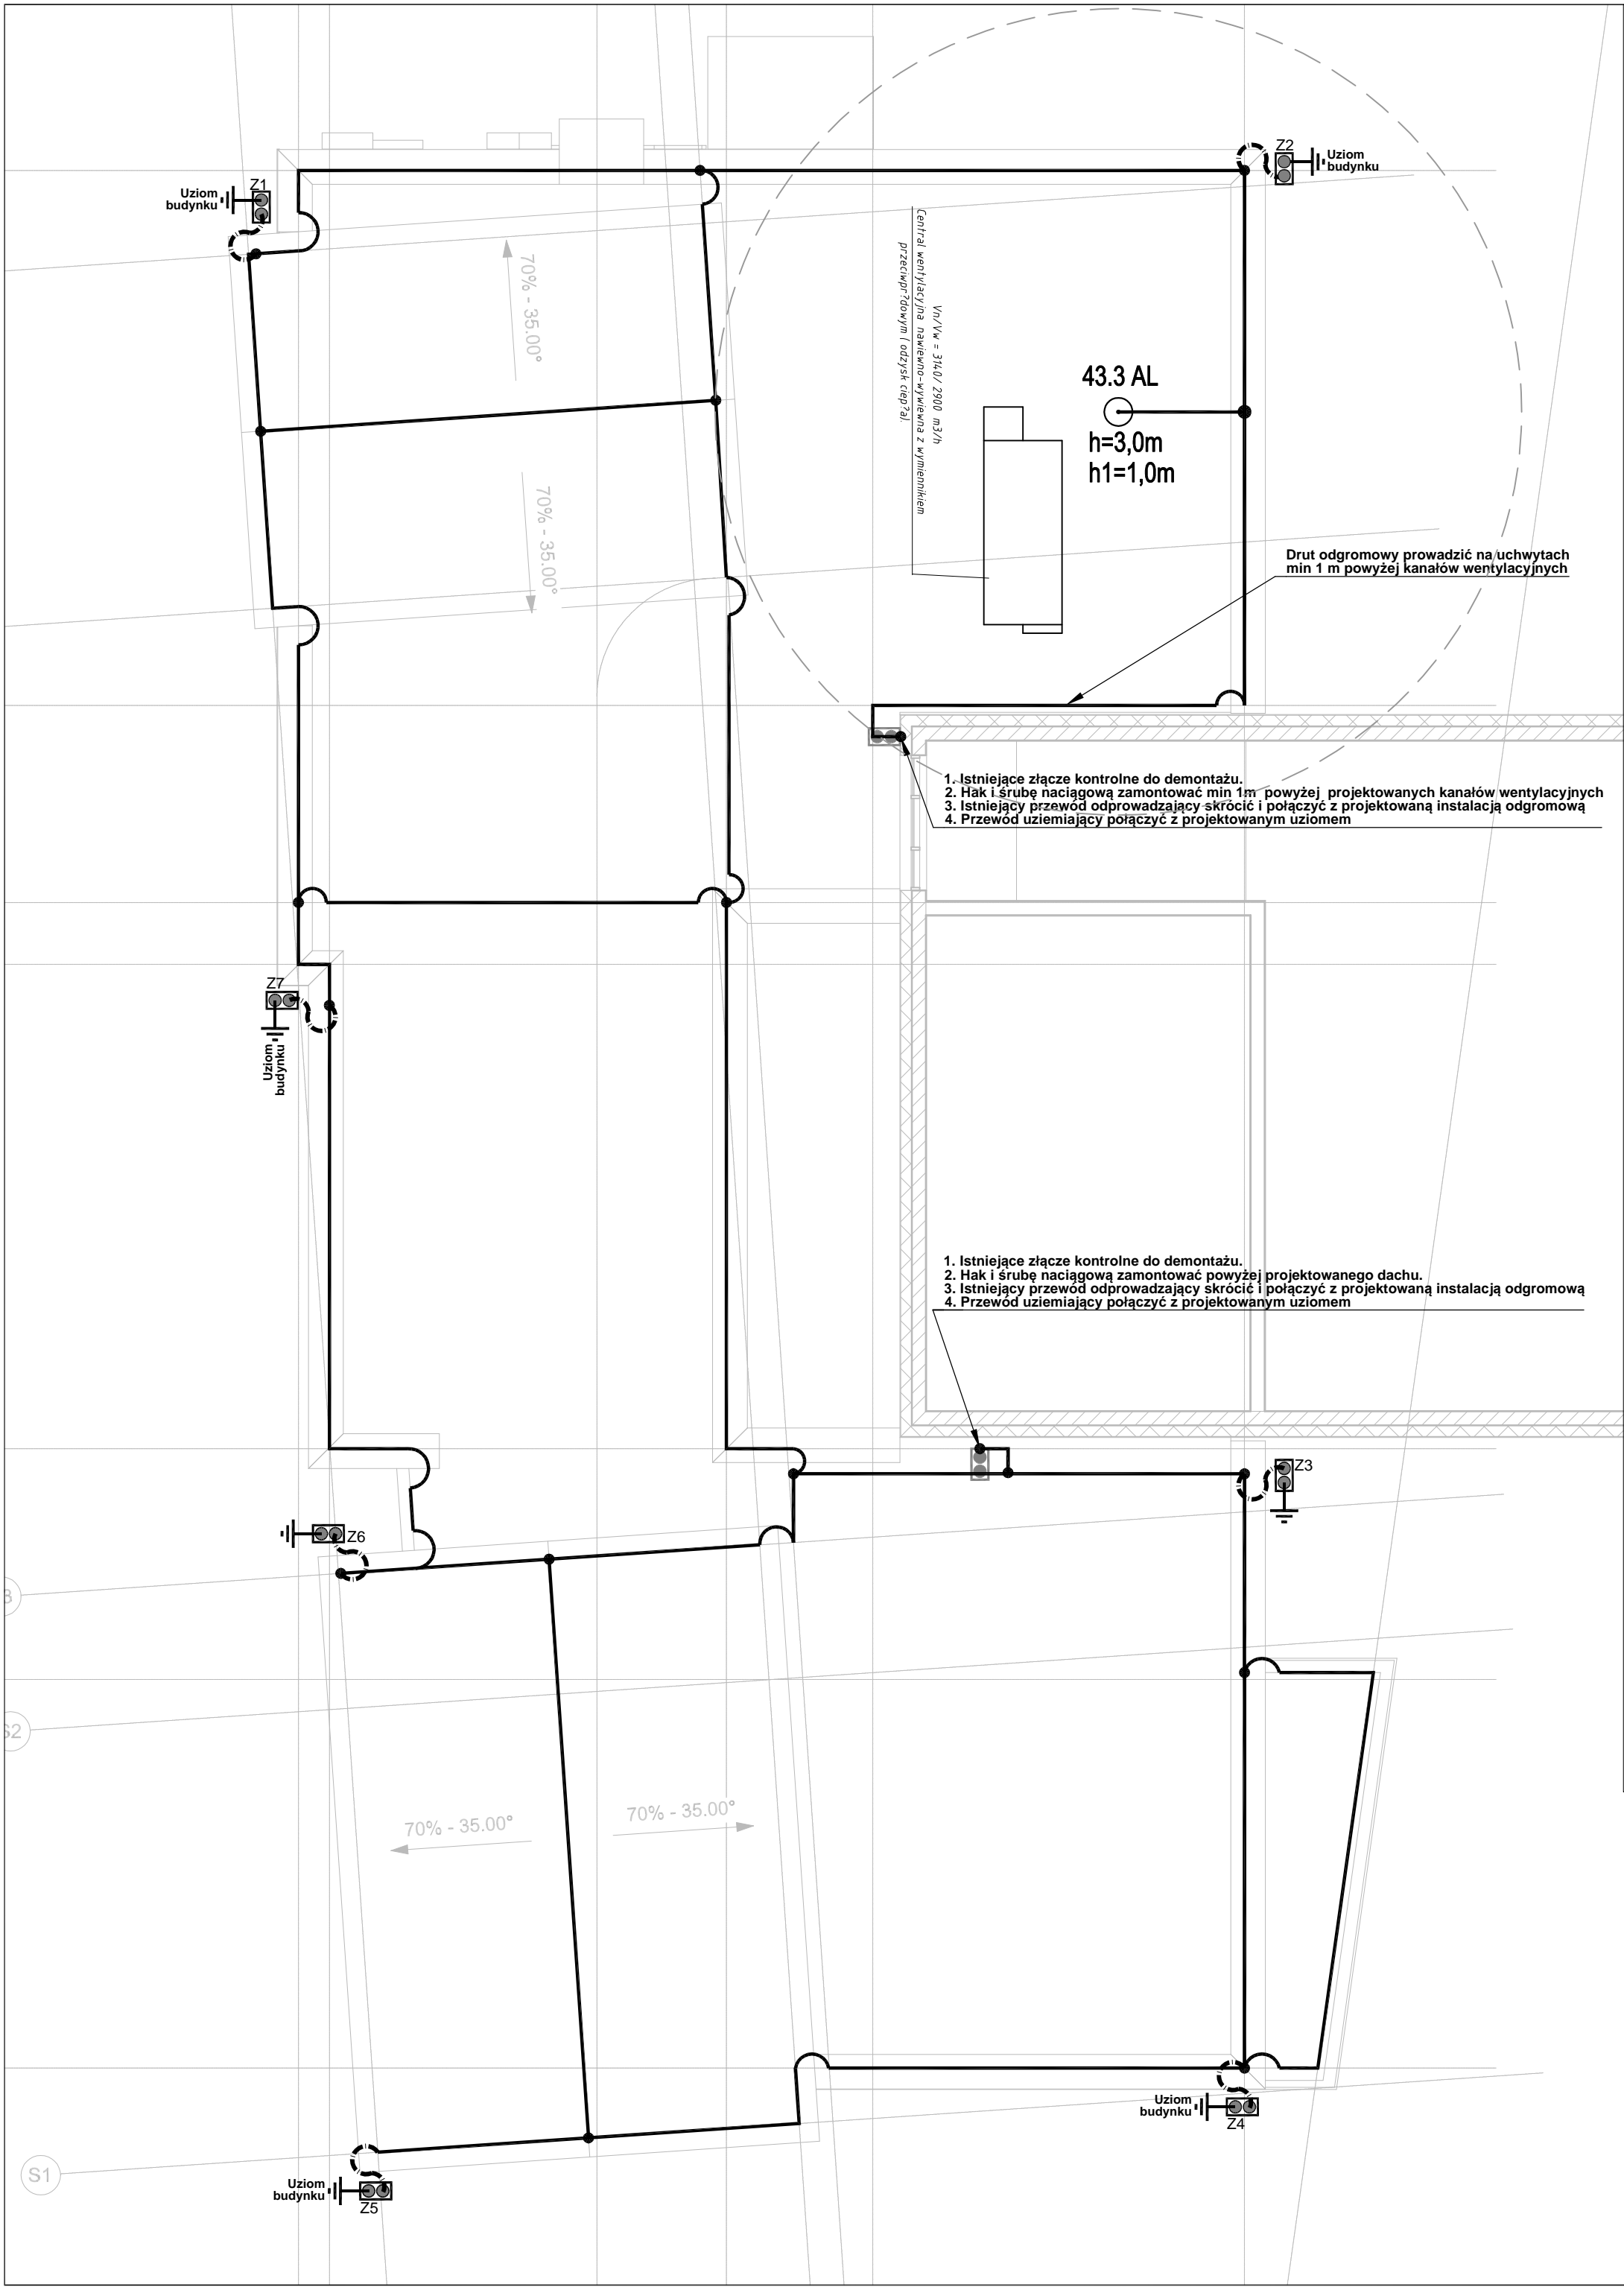 Z1
Uziom
budynku
Z2
Uziom
budynku
70% - 35.00°
Vn/Vw = 3140/ 2900 m3/h
Central wentylacyjna nawiewno-wywiewna z wymiennikiem
przeciwpr?dowym ( odzysk ciep?a).
43.3 AL
h=3,0m
h1=1,0m
70% - 35.00°
Drut odgromowy prowadzić na uchwytach
min 1 m powyżej kanałów wentylacyjnych
1. Istniejące złącze kontrolne do demontażu.
2. Hak i śrubę naciągową zamontować min 1m powyżej projektowanych kanałów wentylacyjnych
3. Istniejący przewód odprowadzający skrócić i połączyć z projektowaną instalacją odgromową
4. Przewód uziemiający połączyć z projektowanym uziomem
Z7
Uziom
budynku
1. Istniejące złącze kontrolne do demontażu.
2. Hak i śrubę naciągową zamontować powyżej projektowanego dachu.
3. Istniejący przewód odprowadzający skrócić i połączyć z projektowaną instalacją odgromową
4. Przewód uziemiający połączyć z projektowanym uziomem
Z3
Z6
3
S2
70% - 35.00°
70% - 35.00°
Uziom
budynku
Z4
S1
Uziom
budynku
Z5